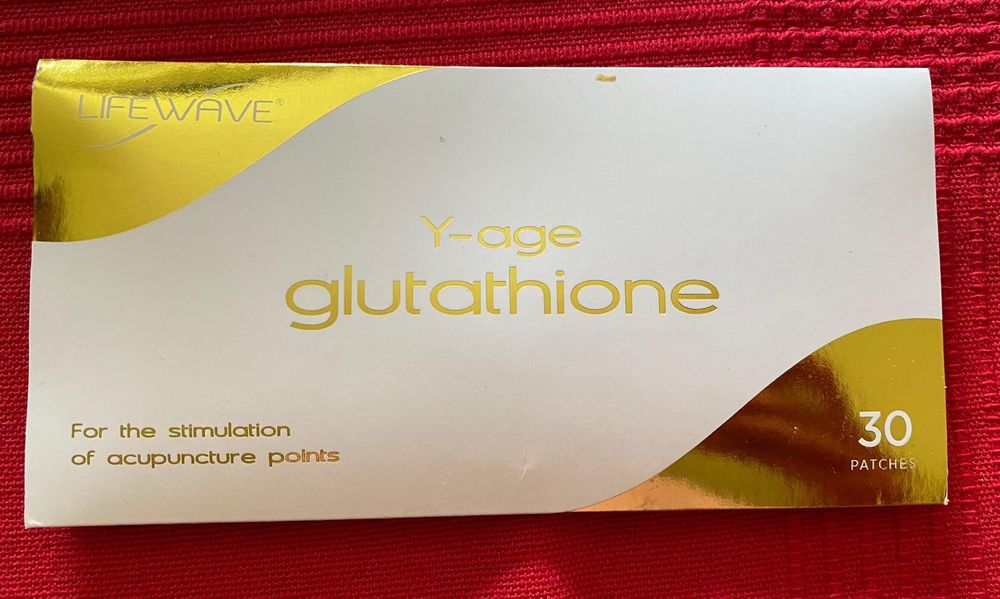 LIFEWAVE®
Y-age
glutathione
For the stimulation
of acupuncture points
30
PATCHES